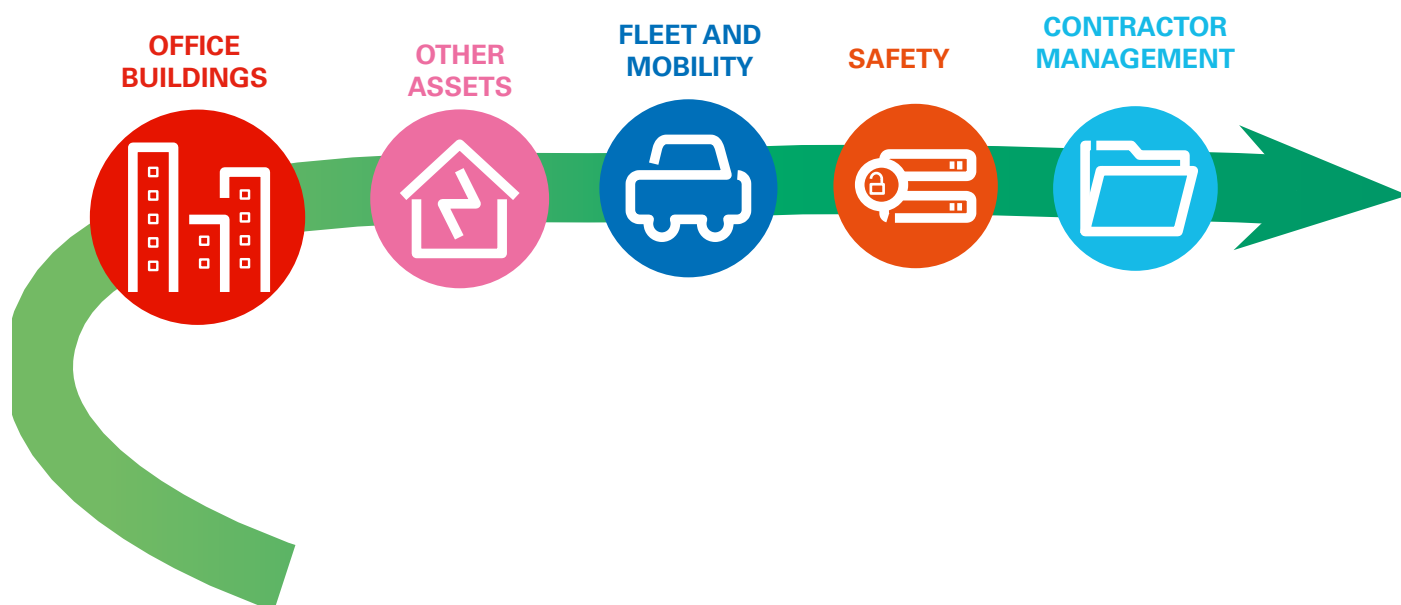 OFFICE
BUILDINGS
OTHER
ASSETS
FLEET AND
MOBILITY
SAFETY
CONTRACTOR
MANAGEMENT